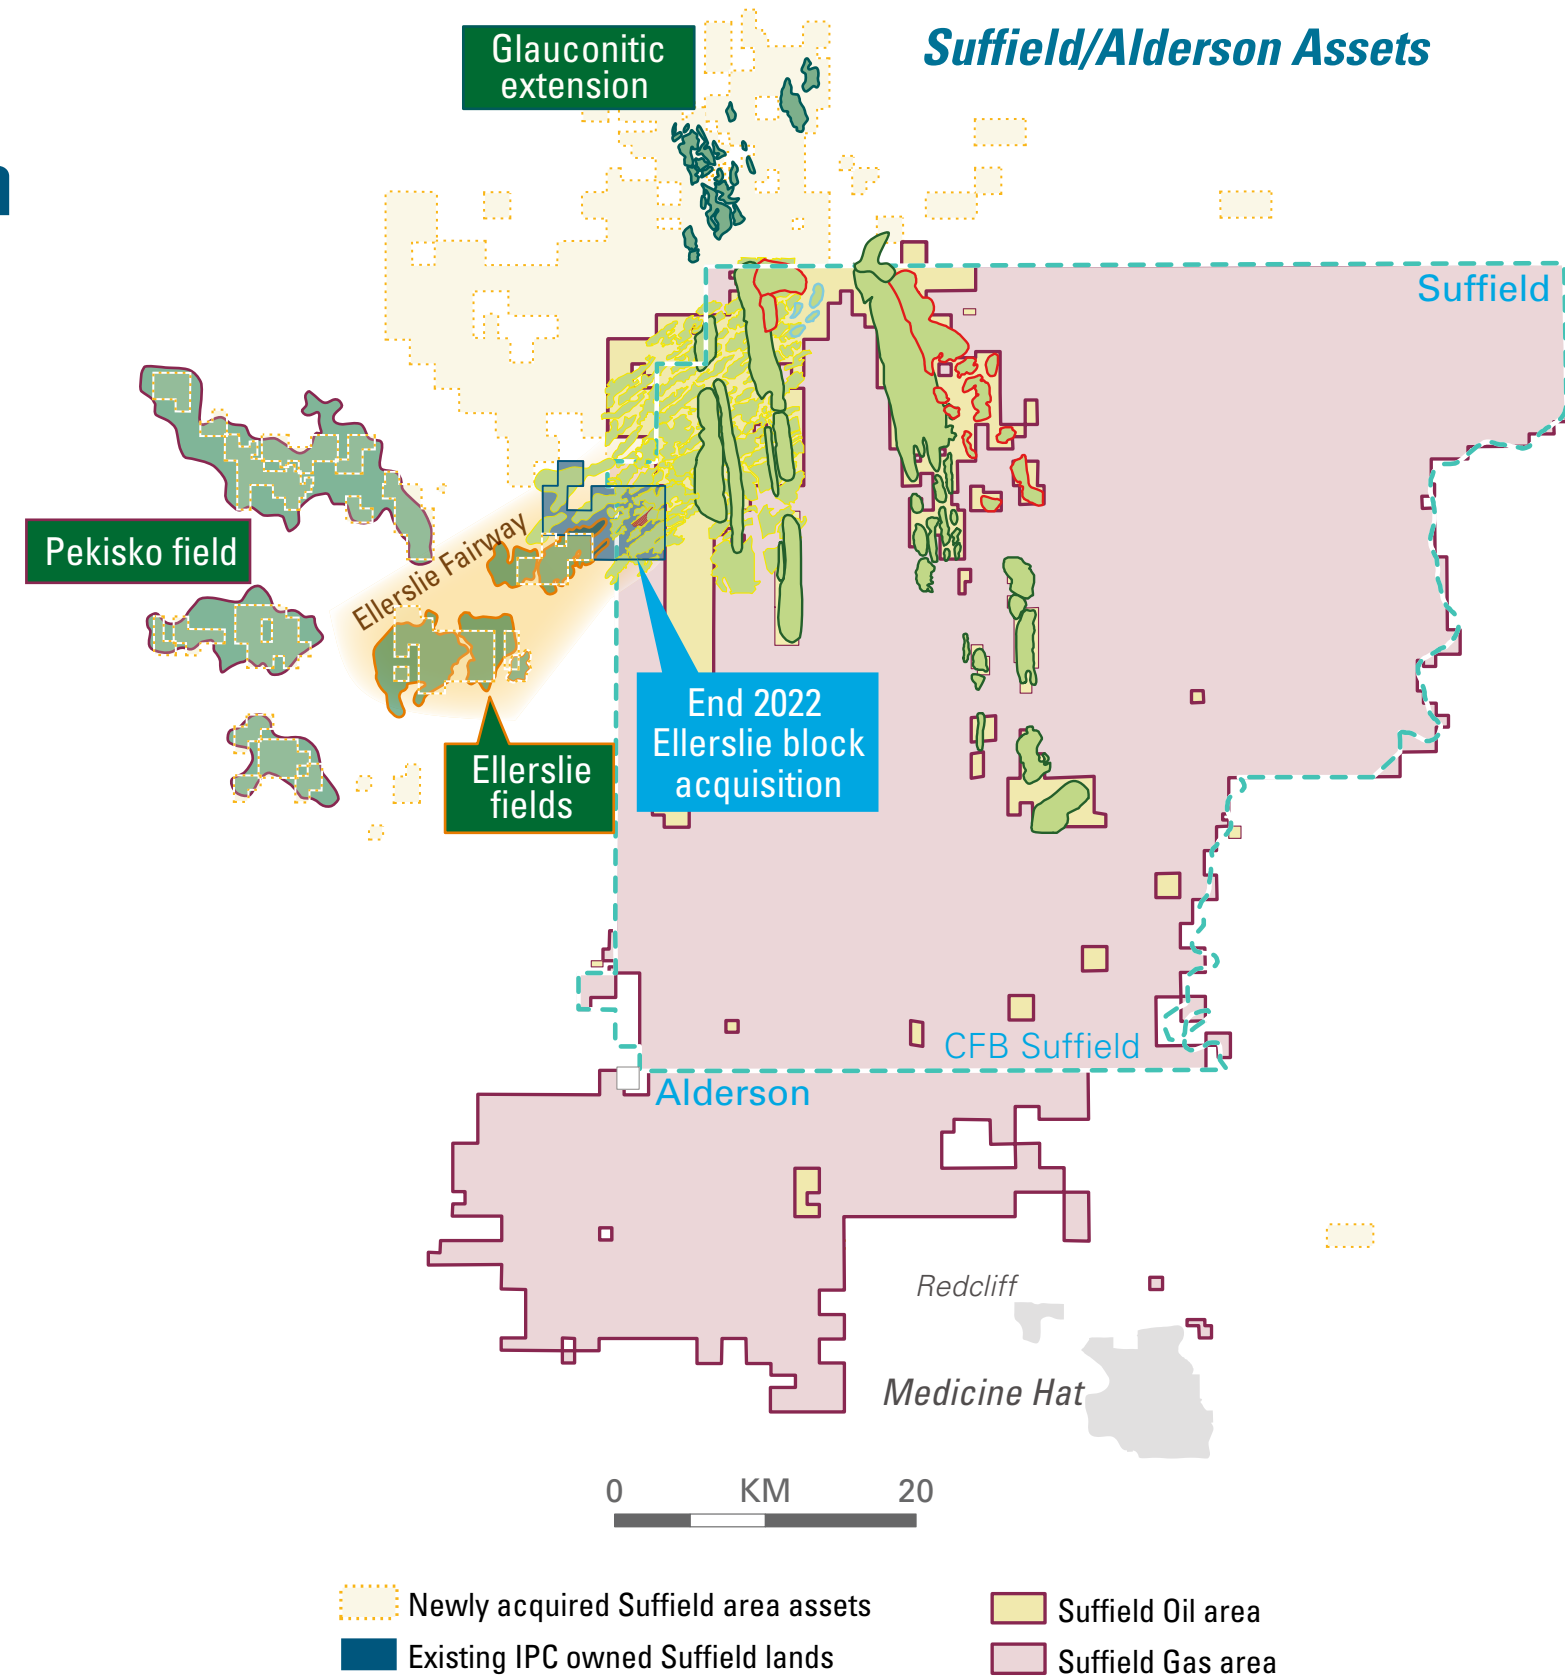 Suffield/Alderson Assets
Glauconitic
extension
Suffield
Pekisko field
Ellerslie Fairway
End 2022
Ellerslie block
acquisition
Ellerslie
fields
CFB Suffield
Alderson
Redcliff
Medicine Hat
0 KM 20
Newly acquired Suffield area assets
Existing IPC owned Suffield lands
Suffield Oil area
Suffield Gas area